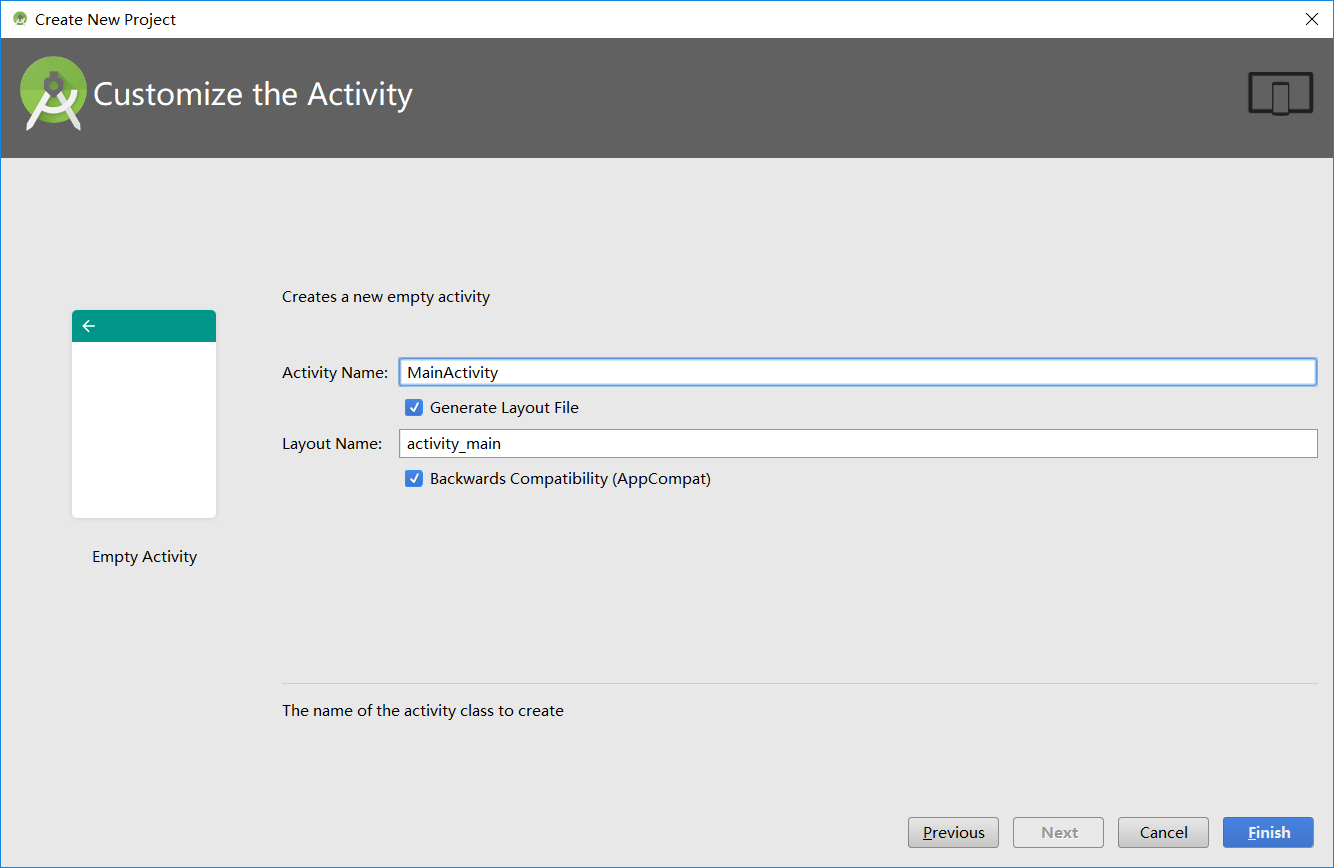 Create New Project
Customize the Activity
Creates a new empty activity
Activity Name: MainActivity
Generate Layout File
Layout Name: activity_main
Backwards Compatibility (AppCompat)
Empty Activity
The name of the activity class to create
Previous Next Cancel Finish